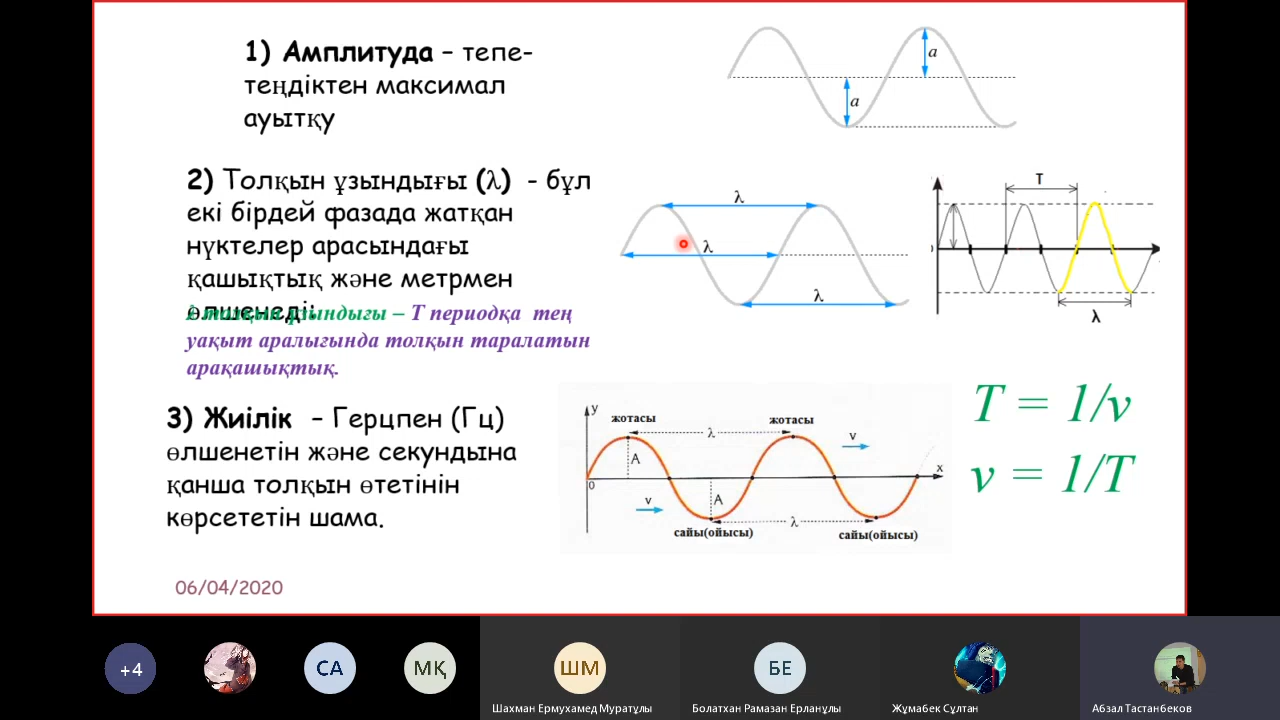 1) Амплитуда – тепе-
теңдіктен максимал
ауытқу
a
a
2) Толқын ұзындығы (λ) - бұл
екі бірдей фазада жатқан
нүктелер арасындағы
қашықтық және метрмен
өлшенеді:
λ толқын ұзындығы – Т периодқа тең
уақыт аралығында толқын таралатын
арақашықтық.
λ
λ
λ
T
λ
3) Жиілік – Герцпен (Гц)
өлшенетін және секундына
қанша толқын өтетінін
көрсететін шама.
y
жотасы
жотасы
λ
v
A
x
0
v
A
λ
сайы(ойысы)
сайы(ойысы)
T = 1/ν
ν = 1/T
06/04/2020
+4
СА
МҚ
ШМ
БЕ
Шахман Ермухамед Муратұлы
Болатхан Рамазан Ерланұлы
Жұмабек Сұлтан
Абзал Тастанбеков